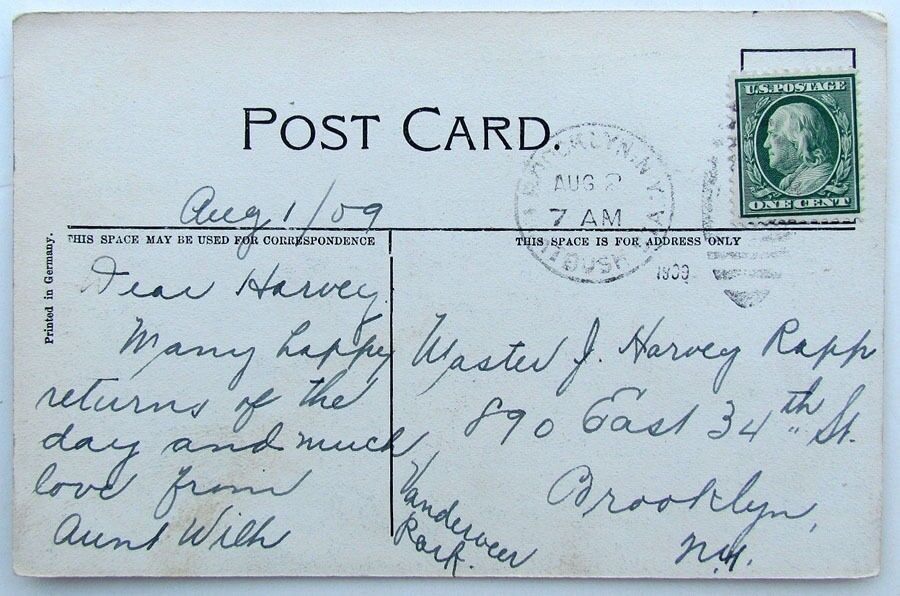 POST CARD.
U.S. POSTAGE
ONE CENT
BROOKLYN, N.Y.
AUG 2
7 AM
1909
Aug 1/09
THIS SPACE MAY BE USED FOR CORRESPONDENCE
THIS SPACE IS FOR ADDRESS ONLY
Printed in Germany.
Dear Harvey
Many happy
returns of the
day and much
love from
Aunt Wilh
Master J. Harvey Rapp
890 East 34th St.
Brooklyn,
N.Y.
Vanderveer
Park.